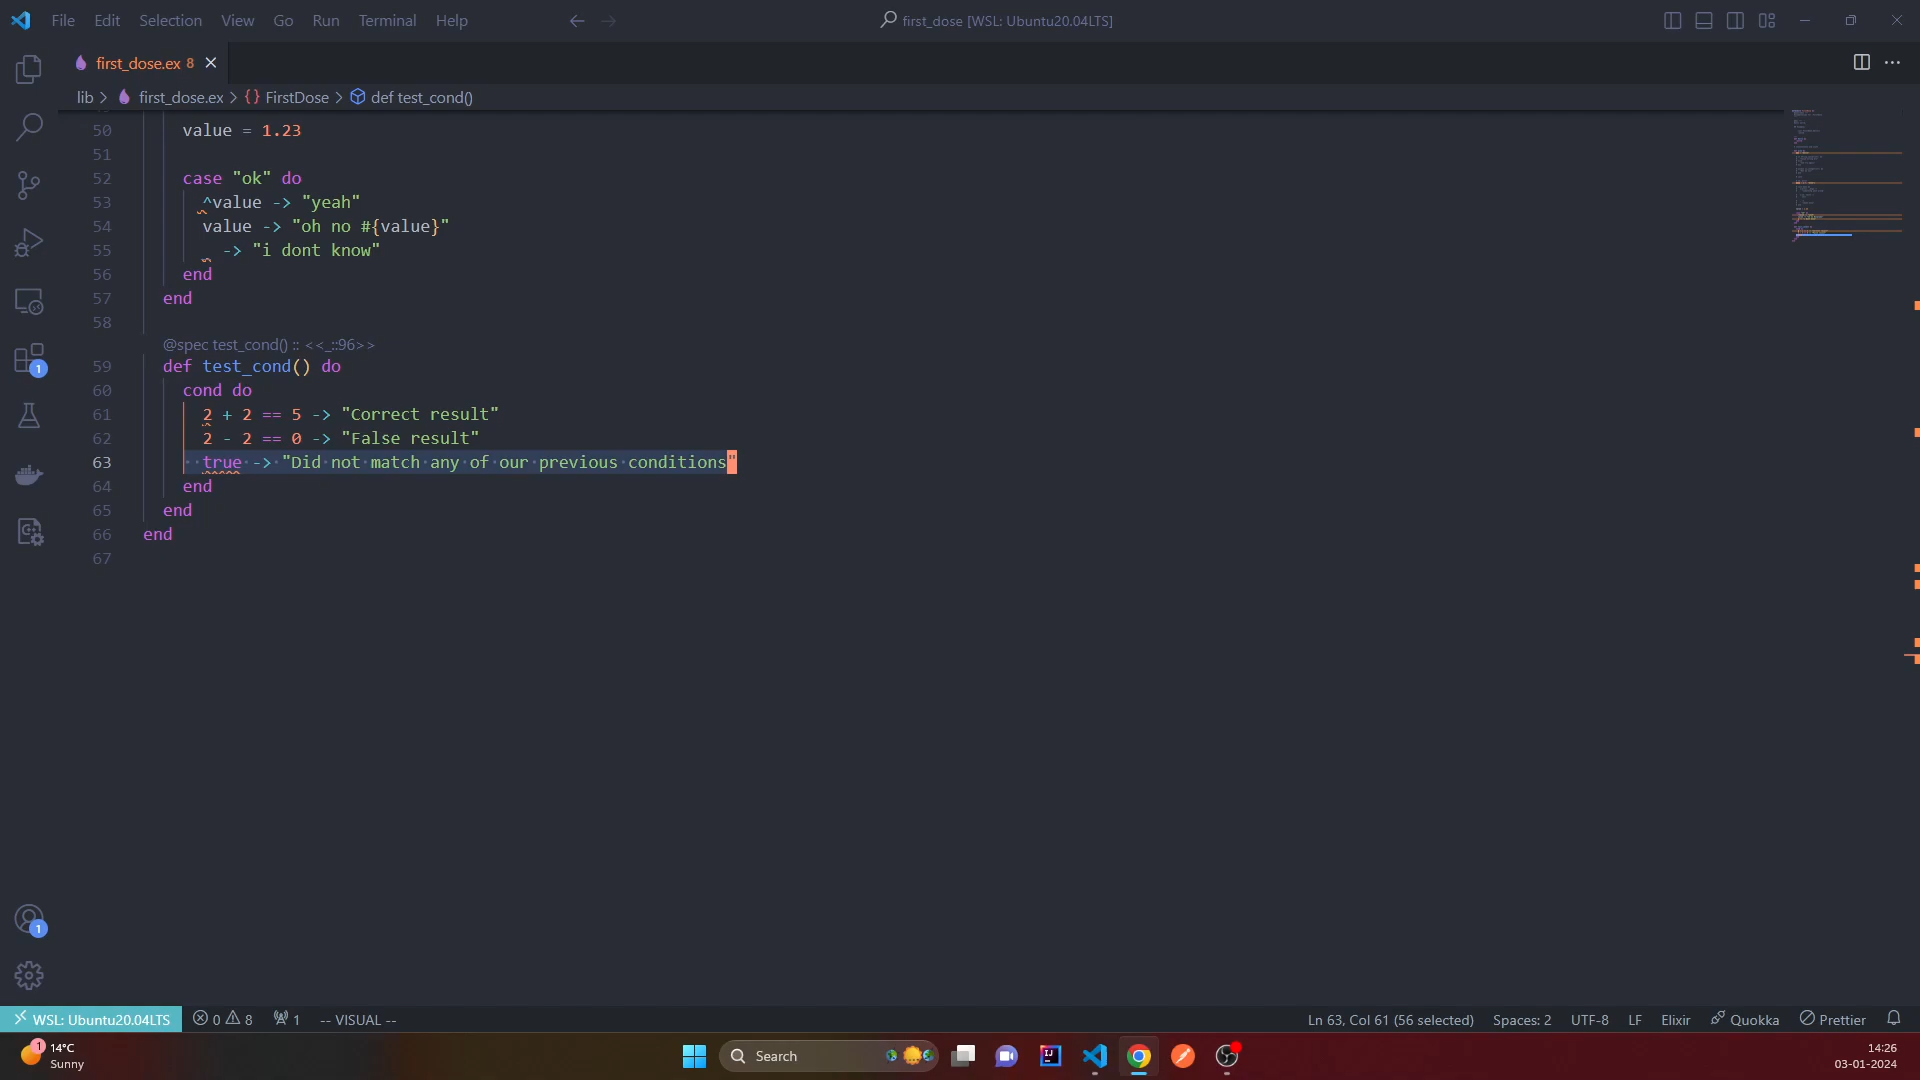 File Edit Selection View Go Run Terminal Help
first_dose [WSL: Ubuntu20.04LTS]
first_dose.ex 8
lib > first_dose.ex > {} FirstDose > def test_cond()
50 value = 1.23
51
52 case "ok" do
53 ^value -> "yeah"
54 value -> "oh no #{value}"
55 _ -> "i dont know"
56 end
57 end
58
@spec test_cond() :: <<_::96>>
59 def test_cond() do
60 cond do
61 2 + 2 == 5 -> "Correct result"
62 2 - 2 == 0 -> "False result"
63 true -> "Did not match any of our previous conditions"
64 end
65 end
66 end
67
1
1
WSL: Ubuntu20.04LTS 0 8 1 -- VISUAL -- Ln 63, Col 61 (56 selected) Spaces: 2 UTF-8 LF Elixir Quokka Prettier
1 14°C
Sunny
Search
14:26
03-01-2024